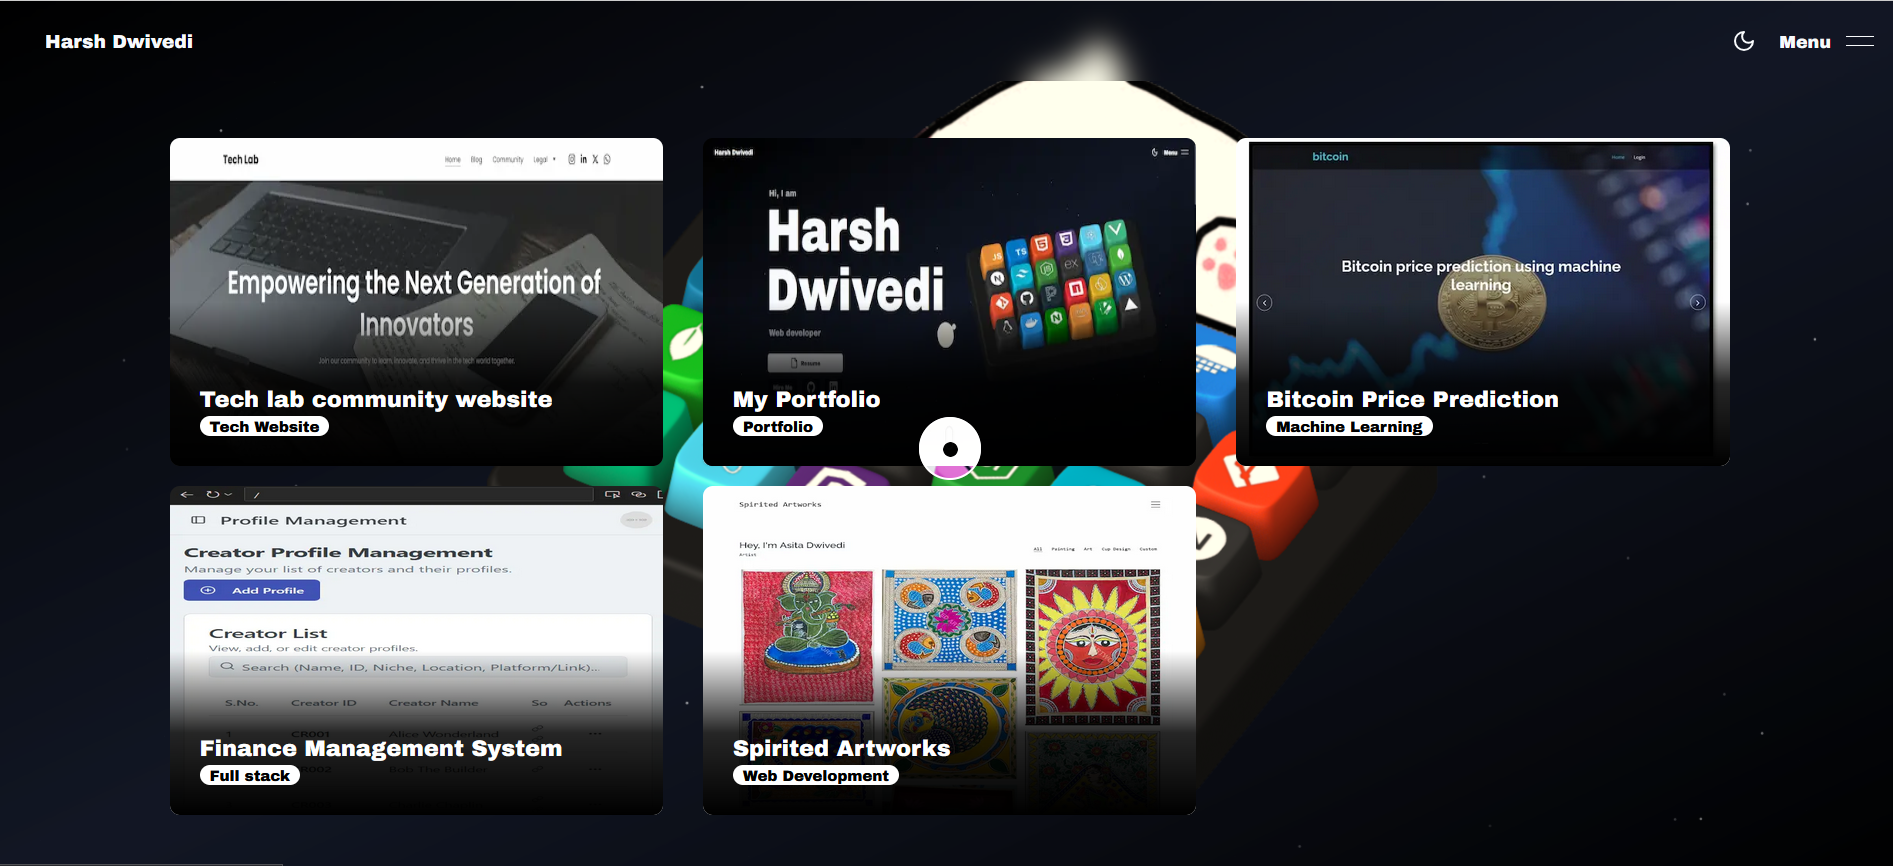 Harsh Dwivedi
Menu
Tech Lab
Home Blog Community Legal
Empowering the Next Generation of
Innovators
Join our community to learn, innovate, and thrive in the tech world together.
Tech lab community website
Tech Website
Harsh Dwivedi
Menu
Hi, I am
Harsh
Dwivedi
Web developer
Resume
My Portfolio
Portfolio
bitcoin
Home Login
Bitcoin price prediction using machine
learning
Bitcoin Price Prediction
Machine Learning
/
Profile Management
Creator Profile Management
Manage your list of creators and their profiles.
Add Profile
Creator List
View, add, or edit creator profiles.
Search (Name, ID, Niche, Location, Platform/Link)...
S.No. Creator ID Creator Name So Actions
1 CR001 Alice Wonderland
Bob The Builder
Finance Management System
Full stack
Spirited Artworks
Hey, I'm Asita Dwivedi
Artist
All Painting Art Cup Design Custom
Spirited Artworks
Web Development